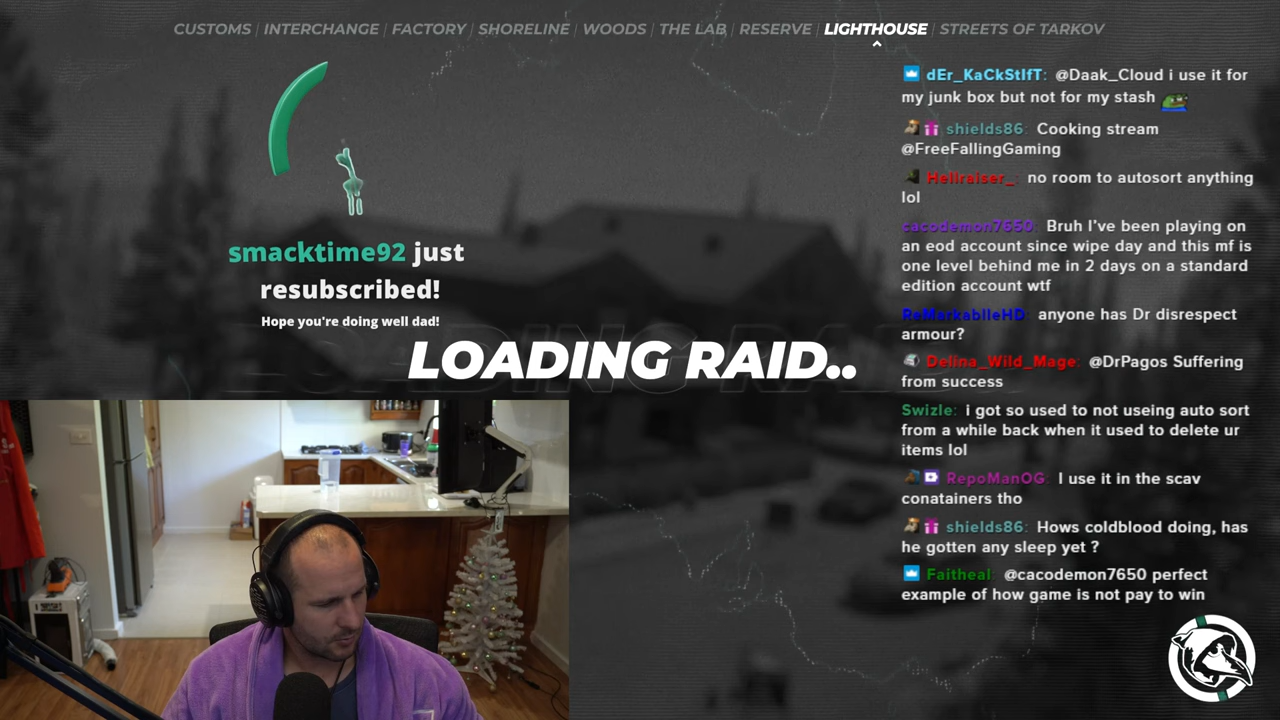 CUSTOMS / INTERCHANGE / FACTORY / SHORELINE / WOODS / THE LAB / RESERVE / LIGHTHOUSE / STREETS OF TARKOV
smacktime92 just
resubscribed!
Hope you're doing well dad!
LOADING RAID..
dEr_KaCkStIfT: @Daak_Cloud i use it for
my junk box but not for my stash
shields86: Cooking stream
@FreeFallingGaming
Hellraiser_: no room to autosort anything
lol
cacodemon7650: Bruh I've been playing on
an eod account since wipe day and this mf is
one level behind me in 2 days on a standard
edition account wtf
ReMarkablleHD: anyone has Dr disrespect
armour?
Delina_Wild_Mage: @DrPagos Suffering
from success
Swizle: i got so used to not useing auto sort
from a while back when it used to delete ur
items lol
RepoManOG: I use it in the scav
conatainers tho
shields86: Hows coldblood doing, has
he gotten any sleep yet ?
Faitheal: @cacodemon7650 perfect
example of how game is not pay to win